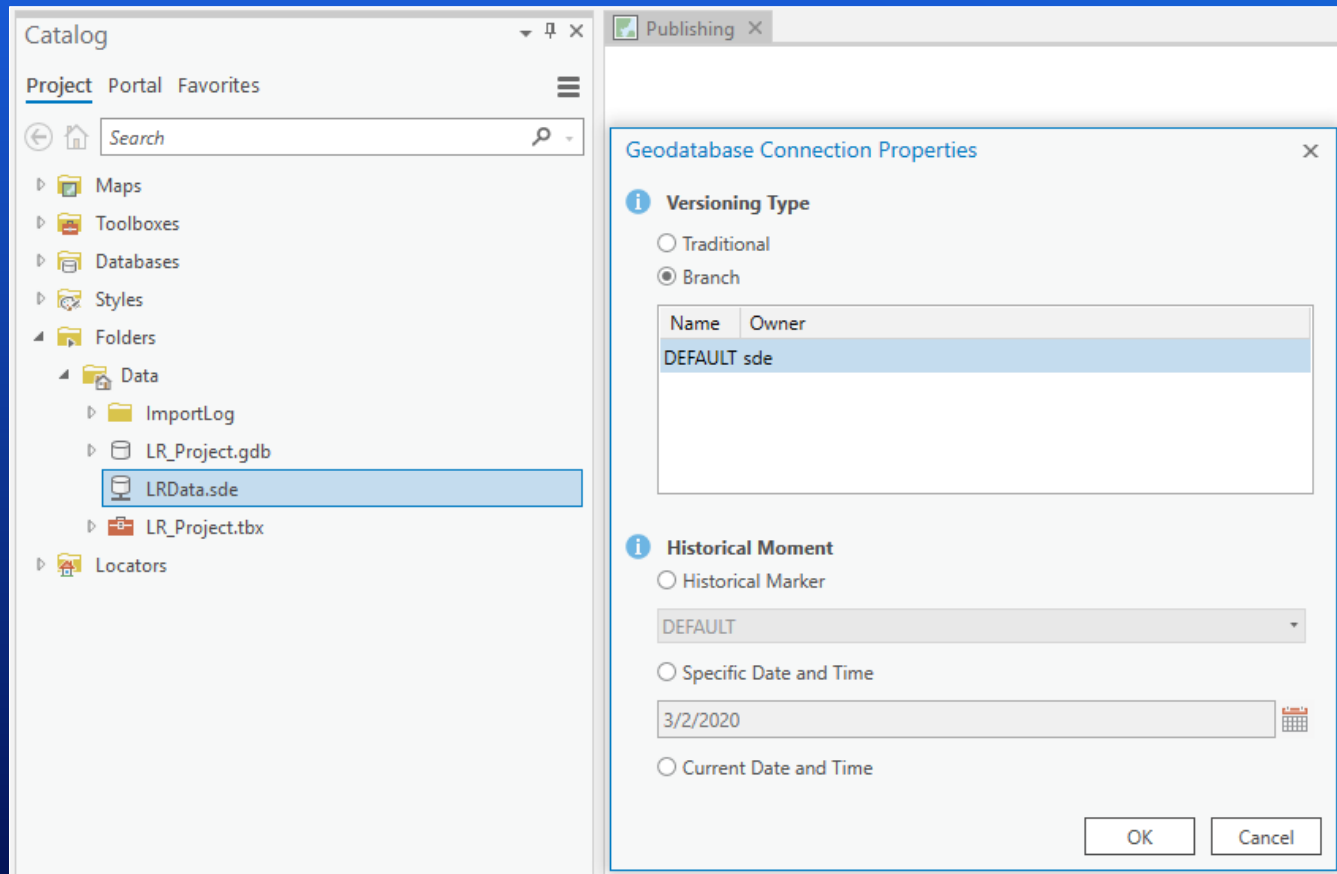 Catalog
Project Portal Favorites
Search
Maps
Toolboxes
Databases
Styles
Folders
Data
ImportLog
LR_Project.gdb
LRData.sde
LR_Project.tbx
Locators
Publishing
Geodatabase Connection Properties
Versioning Type
Traditional
Branch
Name Owner
DEFAULT sde
Historical Moment
Historical Marker
DEFAULT
Specific Date and Time
3/2/2020
Current Date and Time
OK Cancel